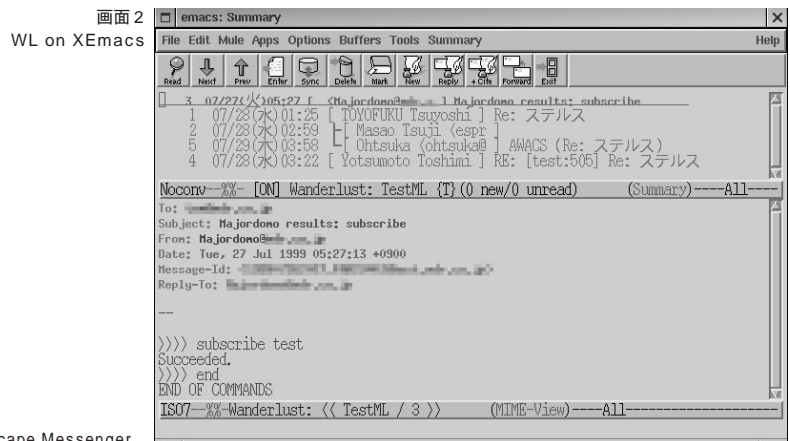 画面2
WL on XEmacs
emacs: Summary
File Edit Mule Apps Options Buffers Tools Summary Help
Read Next Prev Enter Sync Delete Mark New Reply +Cite Forward Exit
3 07/27(火)05:27 [ <Majordomo@ ] Majordomo results: subscribe
1 07/28(水)01:25 [ TOYOFUKU Tsuyoshi ] Re: ステルス
2 07/28(水)02:59 [ Masao Tsuji <espr ]
5 07/29(木)03:58 [ Ohtsuka <ohtsuka@ ] AWACS (Re: ステルス)
4 07/28(水)03:22 [ Yotsumoto Toshimi ] RE: [test:505] Re: ステルス
Noconv--%%- [ON] Wanderlust: TestML {T}(0 new/0 unread) (Summary)----All----
To:
Subject: Majordomo results: subscribe
From: Majordomo@
Date: Tue, 27 Jul 1999 05:27:13 +0900
Message-Id:
Reply-To:
--
>>>> subscribe test
Succeeded.
>>>> end
END OF COMMANDS
ISO7--%%-Wanderlust: << TestML / 3 >> (MIME-View)----All--------------------
cape Messenger